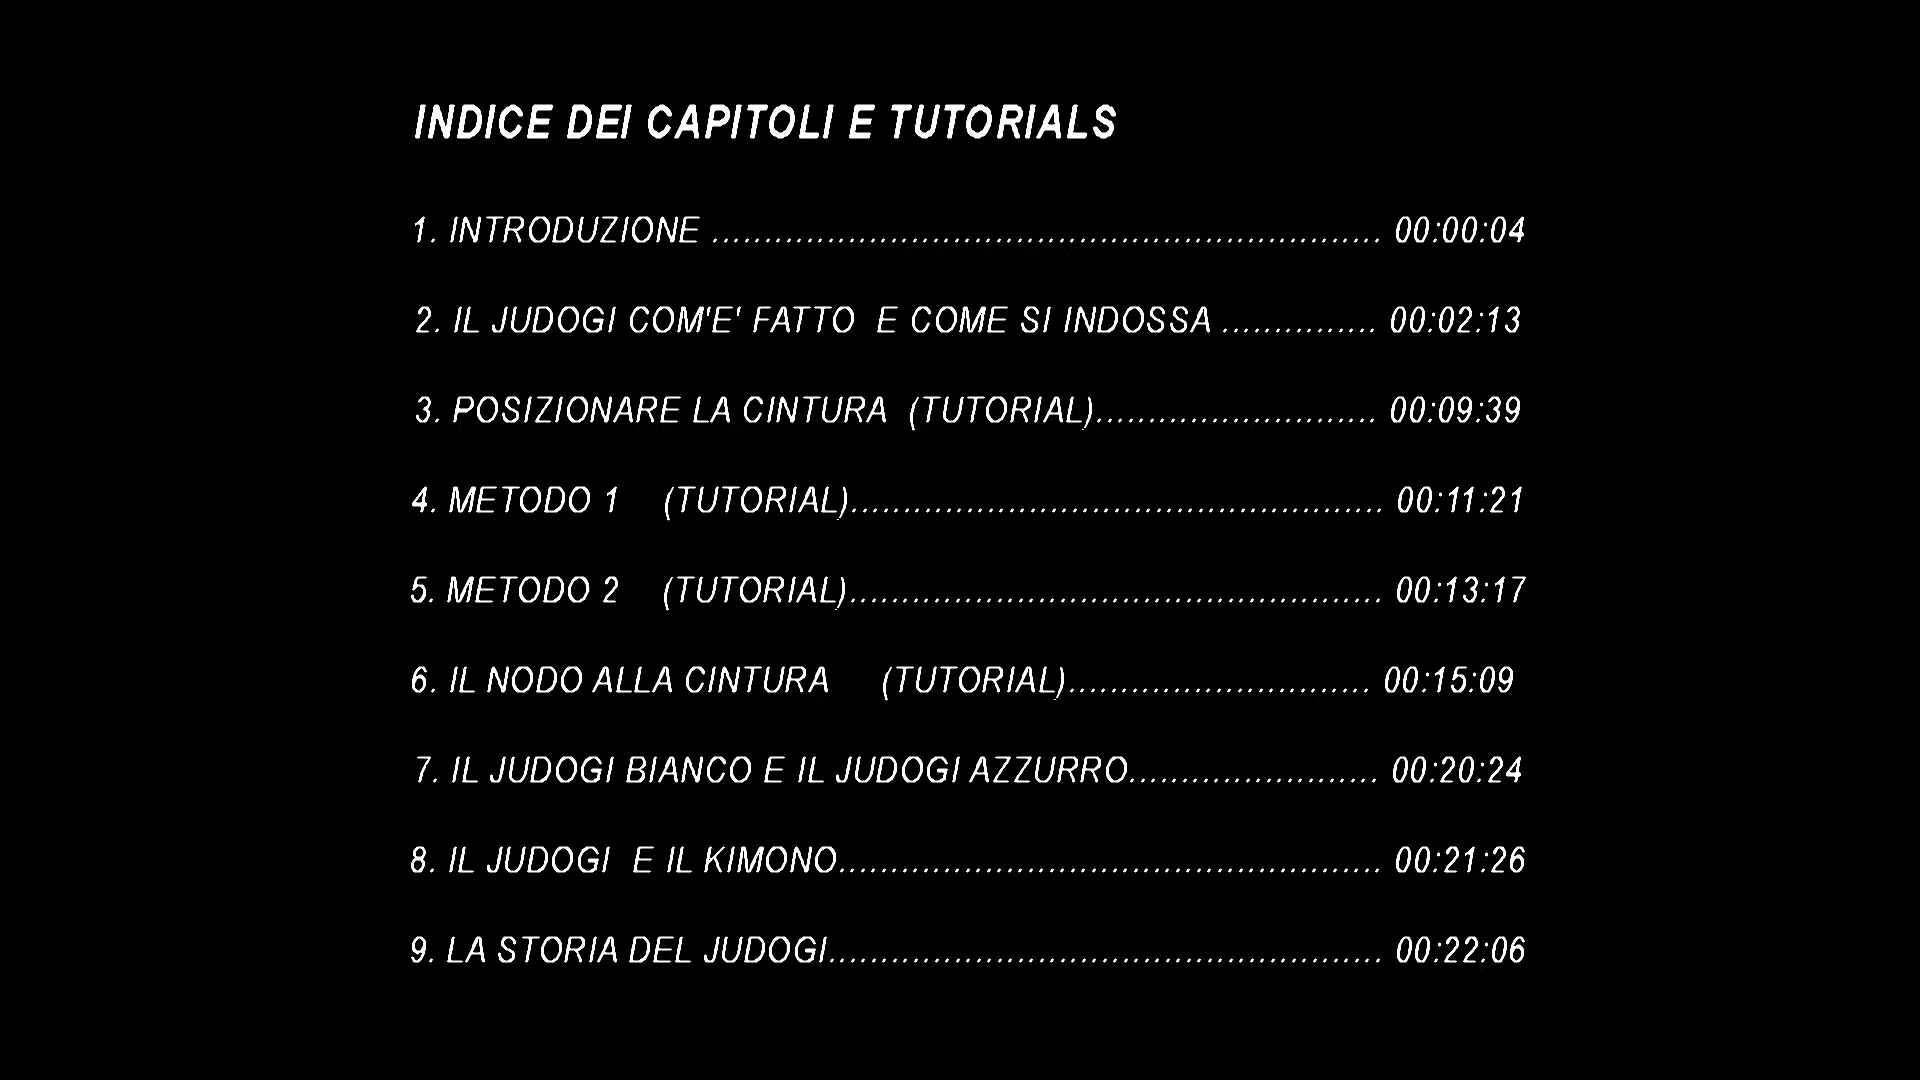 INDICE DEI CAPITOLI E TUTORIALS
1. INTRODUZIONE ................................................................ 00:00:04
2. IL JUDOGI COM'E' FATTO  E COME SI INDOSSA ............... 00:02:13
3. POSIZIONARE LA CINTURA  (TUTORIAL)........................... 00:09:39
4. METODO 1    (TUTORIAL)................................................... 00:11:21
5. METODO 2    (TUTORIAL)................................................... 00:13:17
6. IL NODO ALLA CINTURA     (TUTORIAL)............................. 00:15:09
7. IL JUDOGI BIANCO E IL JUDOGI AZZURRO........................ 00:20:24
8. IL JUDOGI  E IL KIMONO.................................................... 00:21:26
9. LA STORIA DEL JUDOGI..................................................... 00:22:06